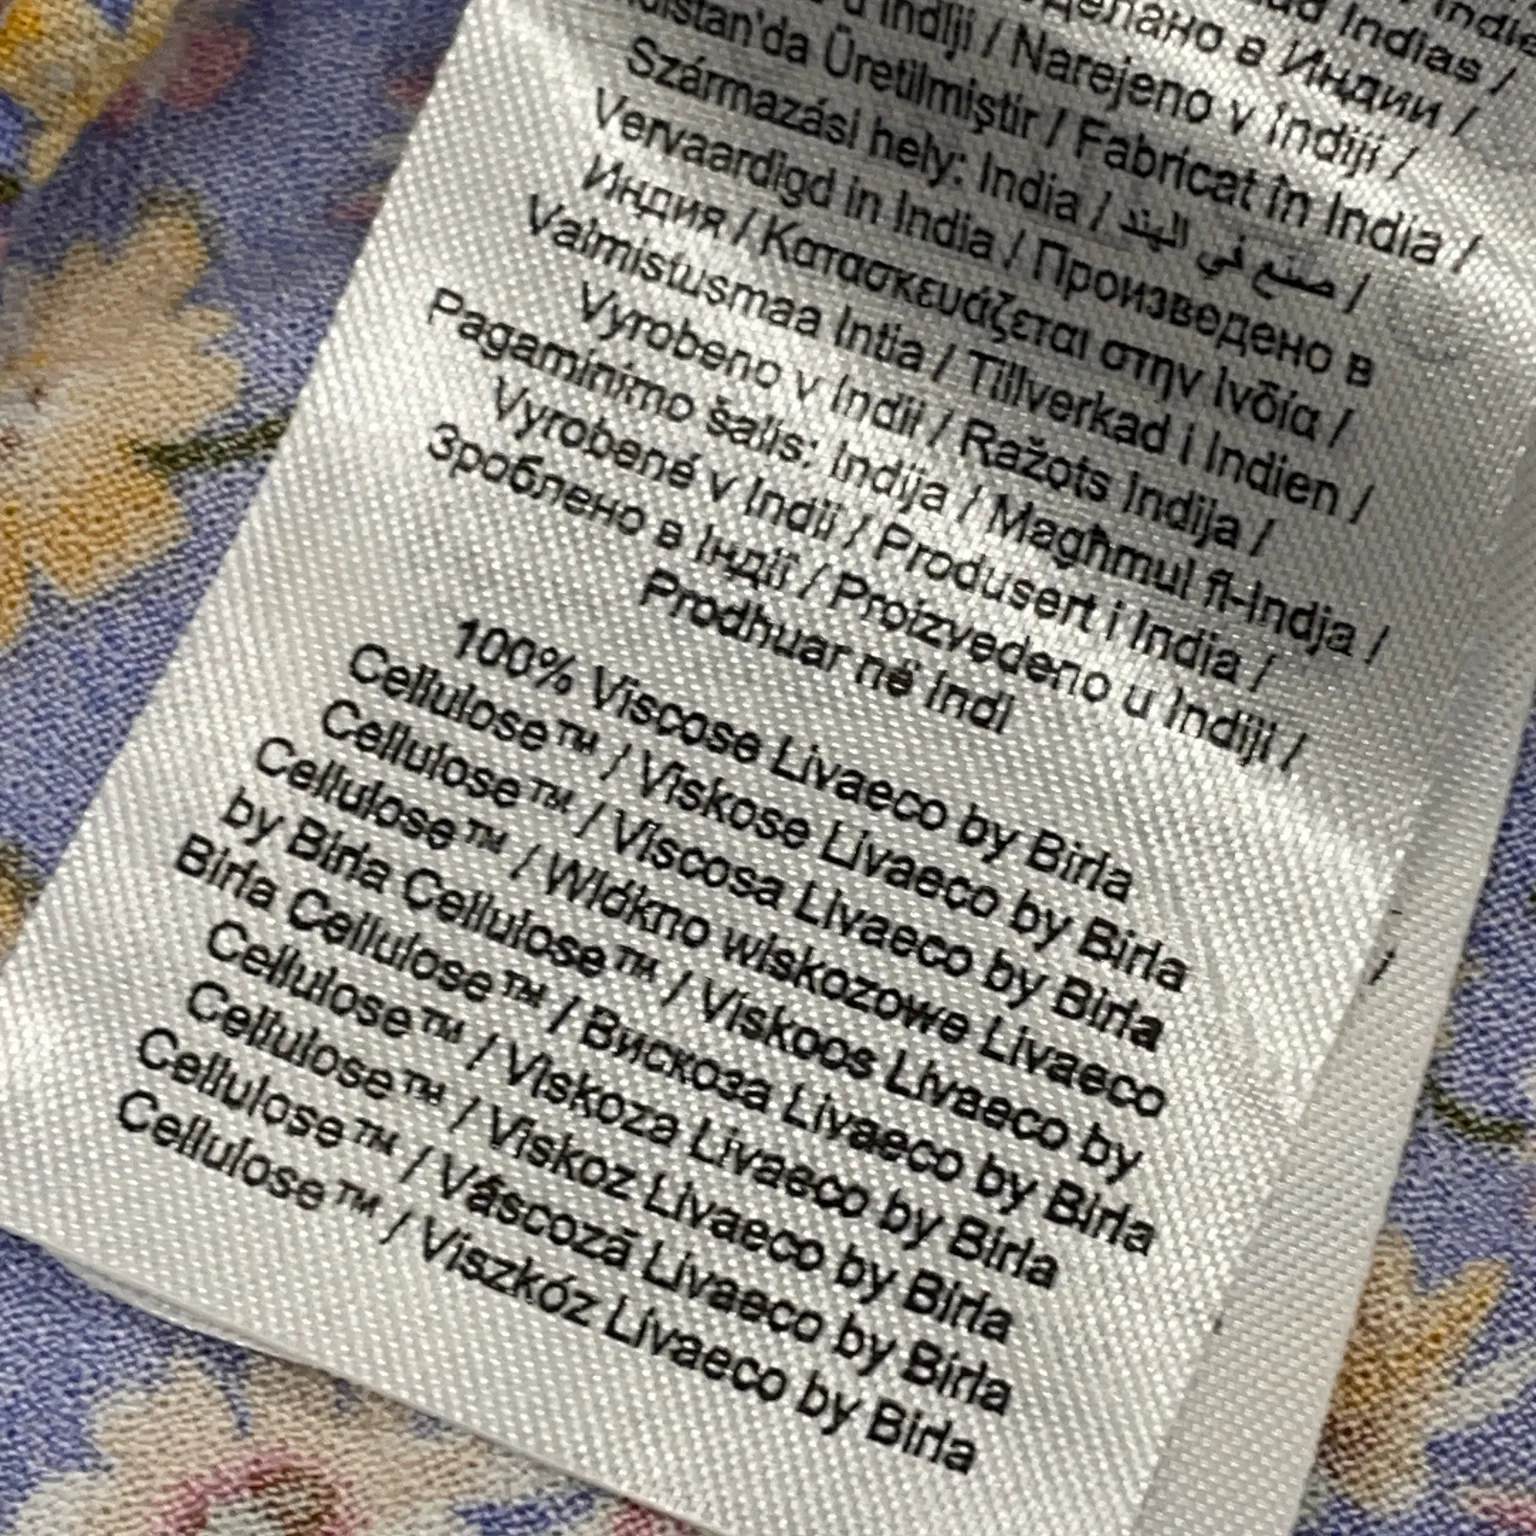 Indie
Indias /
u Indiji / Narejeno v Indiji /
да Üretilmiştir / Fabricat în India /
Származási hely: India / صنع في الهند /
Vervaardigd in India / Произведено в
Индия / Κατασκευάζεται στην Ινδία /
Valmistusmaa Intia / Tillverkad i Indien /
Vyrobeno v Indii / Ražots Indija /
Pagaminimo šalis: Indija / Magħmul fl-Indja /
Vyrobené v Indii / Produsert i India /
Зроблено в Індії / Proizvedeno u Indiji /
Prodhuar në Indi
100% Viscose Livaeco by Birla
Cellulose™ / Viskose Livaeco by Birla
Cellulose™ / Viscosa Livaeco by Birla
Cellulose™ / Włókno wiskozowe Livaeco
by Birla Cellulose™ / Viskoos Livaeco by
Birla Cellulose™ / Вискоза Livaeco by Birla
Cellulose™ / Viskoza Livaeco by Birla
Cellulose™ / Viskoz Livaeco by Birla
Cellulose™ / Vâscoză Livaeco by Birla
Cellulose™ / Viszkóz Livaeco by Birla